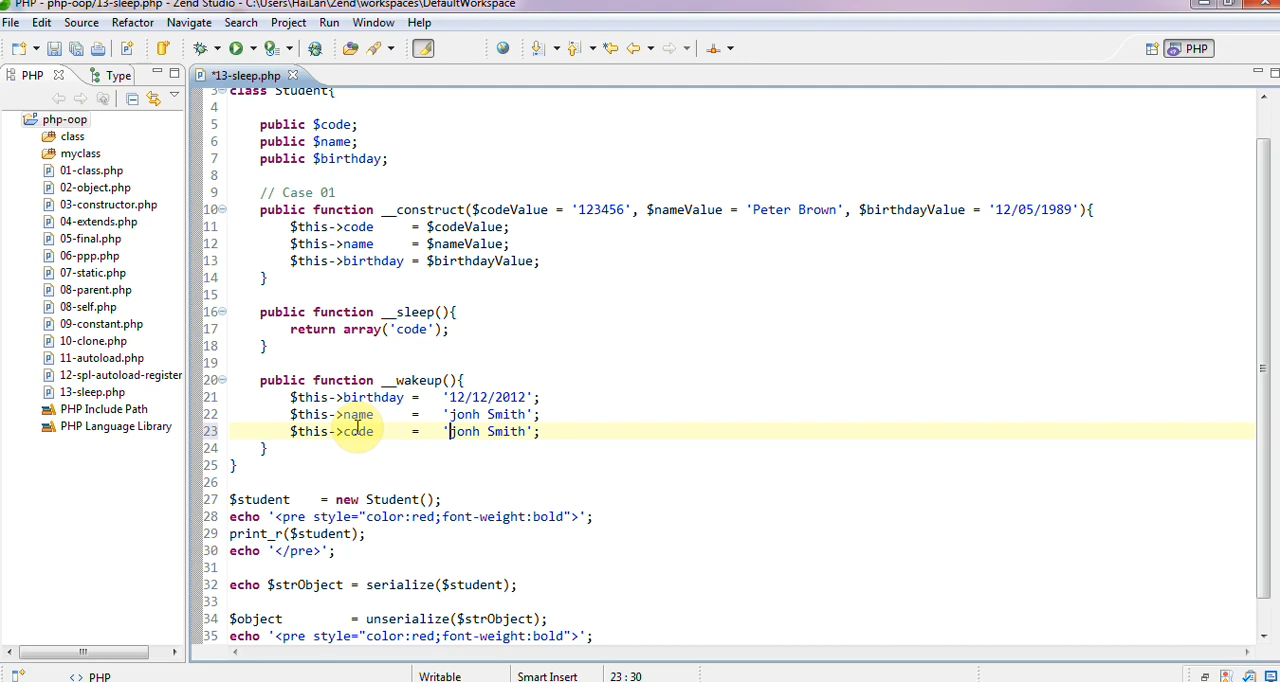 PHP - php-oop/13-sleep.php - Zend Studio - C:\Users\HaiLan\Zend\workspaces\DefaultWorkspace
File Edit Source Refactor Navigate Search Project Run Window Help
PHP
PHP Type
*13-sleep.php
php-oop
class
myclass
01-class.php
02-object.php
03-constructor.php
04-extends.php
05-final.php
06-ppp.php
07-static.php
08-parent.php
08-self.php
09-constant.php
10-clone.php
11-autoload.php
12-spl-autoload-register
13-sleep.php
PHP Include Path
PHP Language Library
3 class Student{
4
5 public $code;
6 public $name;
7 public $birthday;
8
9 // Case 01
10 public function __construct($codeValue = '123456', $nameValue = 'Peter Brown', $birthdayValue = '12/05/1989'){
11 $this->code = $codeValue;
12 $this->name = $nameValue;
13 $this->birthday = $birthdayValue;
14 }
15
16 public function __sleep(){
17 return array('code');
18 }
19
20 public function __wakeup(){
21 $this->birthday = '12/12/2012';
22 $this->name = 'jonh Smith';
23 $this->code = 'jonh Smith';
24 }
25 }
26
27 $student = new Student();
28 echo '<pre style="color:red;font-weight:bold">';
29 print_r($student);
30 echo '</pre>';
31
32 echo $strObject = serialize($student);
33
34 $object = unserialize($strObject);
35 echo '<pre style="color:red;font-weight:bold">';
<> PHP Writable Smart Insert 23 : 30